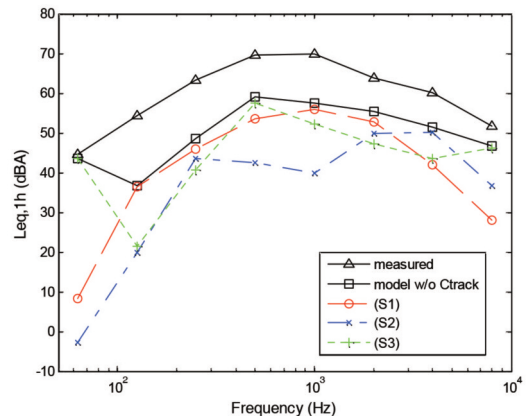 80
70
60
50
40
30
20
10
0
-10
Leq,1h (dBA)
measured
model w/o Ctrack
(S1)
(S2)
(S3)
10²
10³
10⁴
Frequency (Hz)